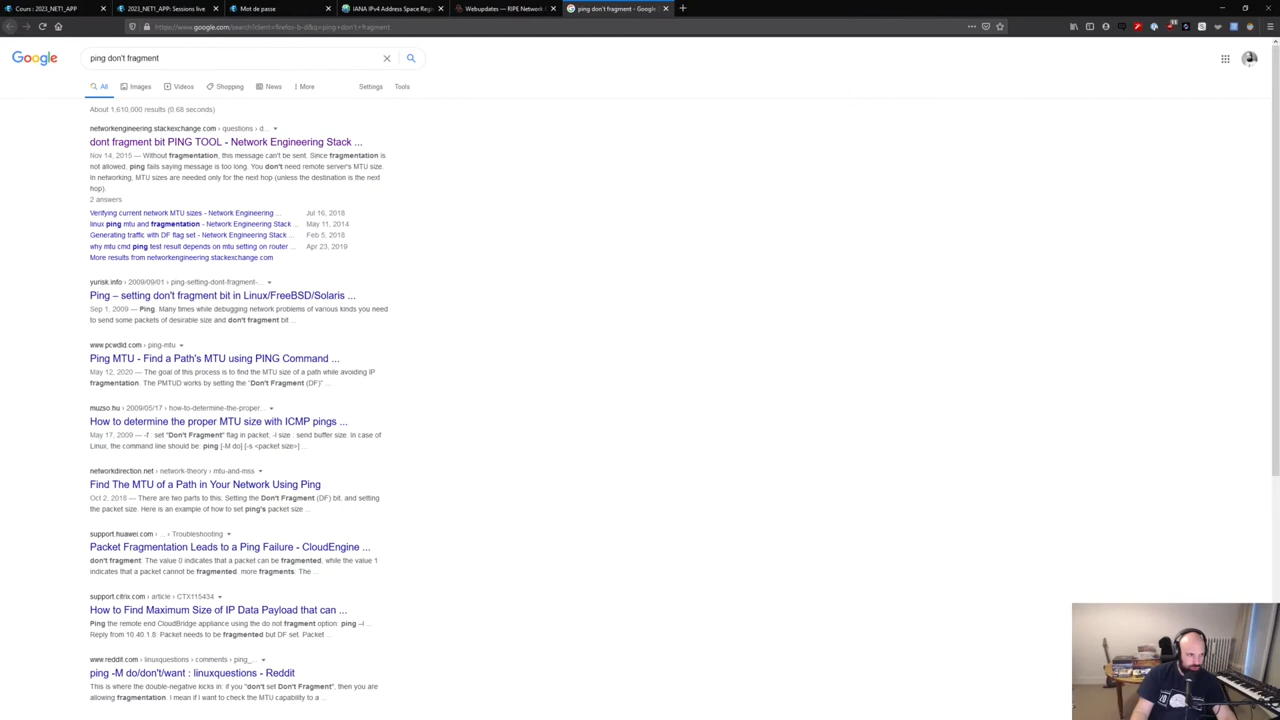 Cours : 2023_NET1_APP
2023_NET1_APP: Sessions live
Mot de passe
IANA IPv4 Address Space Reg
Webupdates — RIPE Network
ping don't fragment - Google
https://www.google.com/search?client=firefox-b-d&q=ping+don't+fragment
Google
ping don't fragment
All
Images
Videos
Shopping
News
More
Settings
Tools
About 1,610,000 results (0.68 seconds)
networkengineering.stackexchange.com › questions › d...
dont fragment bit PING TOOL - Network Engineering Stack ...
Nov 14, 2015 — Without fragmentation, this message can't be sent. Since fragmentation is
not allowed, ping fails saying message is too long. You don't need remote server's MTU size.
In networking, MTU sizes are needed only for the next hop (unless the destination is the next
hop).
2 answers
Verifying current network MTU sizes - Network Engineering ... Jul 16, 2018
linux ping mtu and fragmentation - Network Engineering Stack ... May 11, 2014
Generating traffic with DF flag set - Network Engineering Stack ... Feb 5, 2018
why mtu cmd ping test result depends on mtu setting on router ... Apr 23, 2019
More results from networkengineering.stackexchange.com
yurisk.info › 2009/09/01 › ping-setting-dont-fragment-...
Ping – setting don't fragment bit in Linux/FreeBSD/Solaris ...
Sep 1, 2009 — Ping. Many times while debugging network problems of various kinds you need
to send some packets of desirable size and don't fragment bit ...
www.pcwdld.com › ping-mtu
Ping MTU - Find a Path's MTU using PING Command ...
May 12, 2020 — The goal of this process is to find the MTU size of a path while avoiding IP
fragmentation. The PMTUD works by setting the "Don't Fragment (DF)" ...
muzso.hu › 2009/05/17 › how-to-determine-the-proper...
How to determine the proper MTU size with ICMP pings ...
May 17, 2009 — -f : set "Don't Fragment" flag in packet; -l size : send buffer size. In case of
Linux, the command line should be: ping [-M do] [-s <packet size>] ...
networkdirection.net › network-theory › mtu-and-mss
Find The MTU of a Path in Your Network Using Ping
Oct 2, 2018 — There are two parts to this. Setting the Don't Fragment (DF) bit, and setting
the packet size. Here is an example of how to set ping's packet size ...
support.huawei.com › ... › Troubleshooting
Packet Fragmentation Leads to a Ping Failure - CloudEngine ...
don't fragment. The value 0 indicates that a packet can be fragmented, while the value 1
indicates that a packet cannot be fragmented. more fragments. The ...
support.citrix.com › article › CTX115434
How to Find Maximum Size of IP Data Payload that can ...
Ping the remote end CloudBridge appliance using the do not fragment option: ping –l ...
Reply from 10.40.1.8: Packet needs to be fragmented but DF set. Packet ...
www.reddit.com › linuxquestions › comments › ping_...
ping -M do/don't/want : linuxquestions - Reddit
This is where the double-negative kicks in: if you "don't set Don't Fragment", then you are
allowing fragmentation. I mean if I want to check the MTU capability to a ...